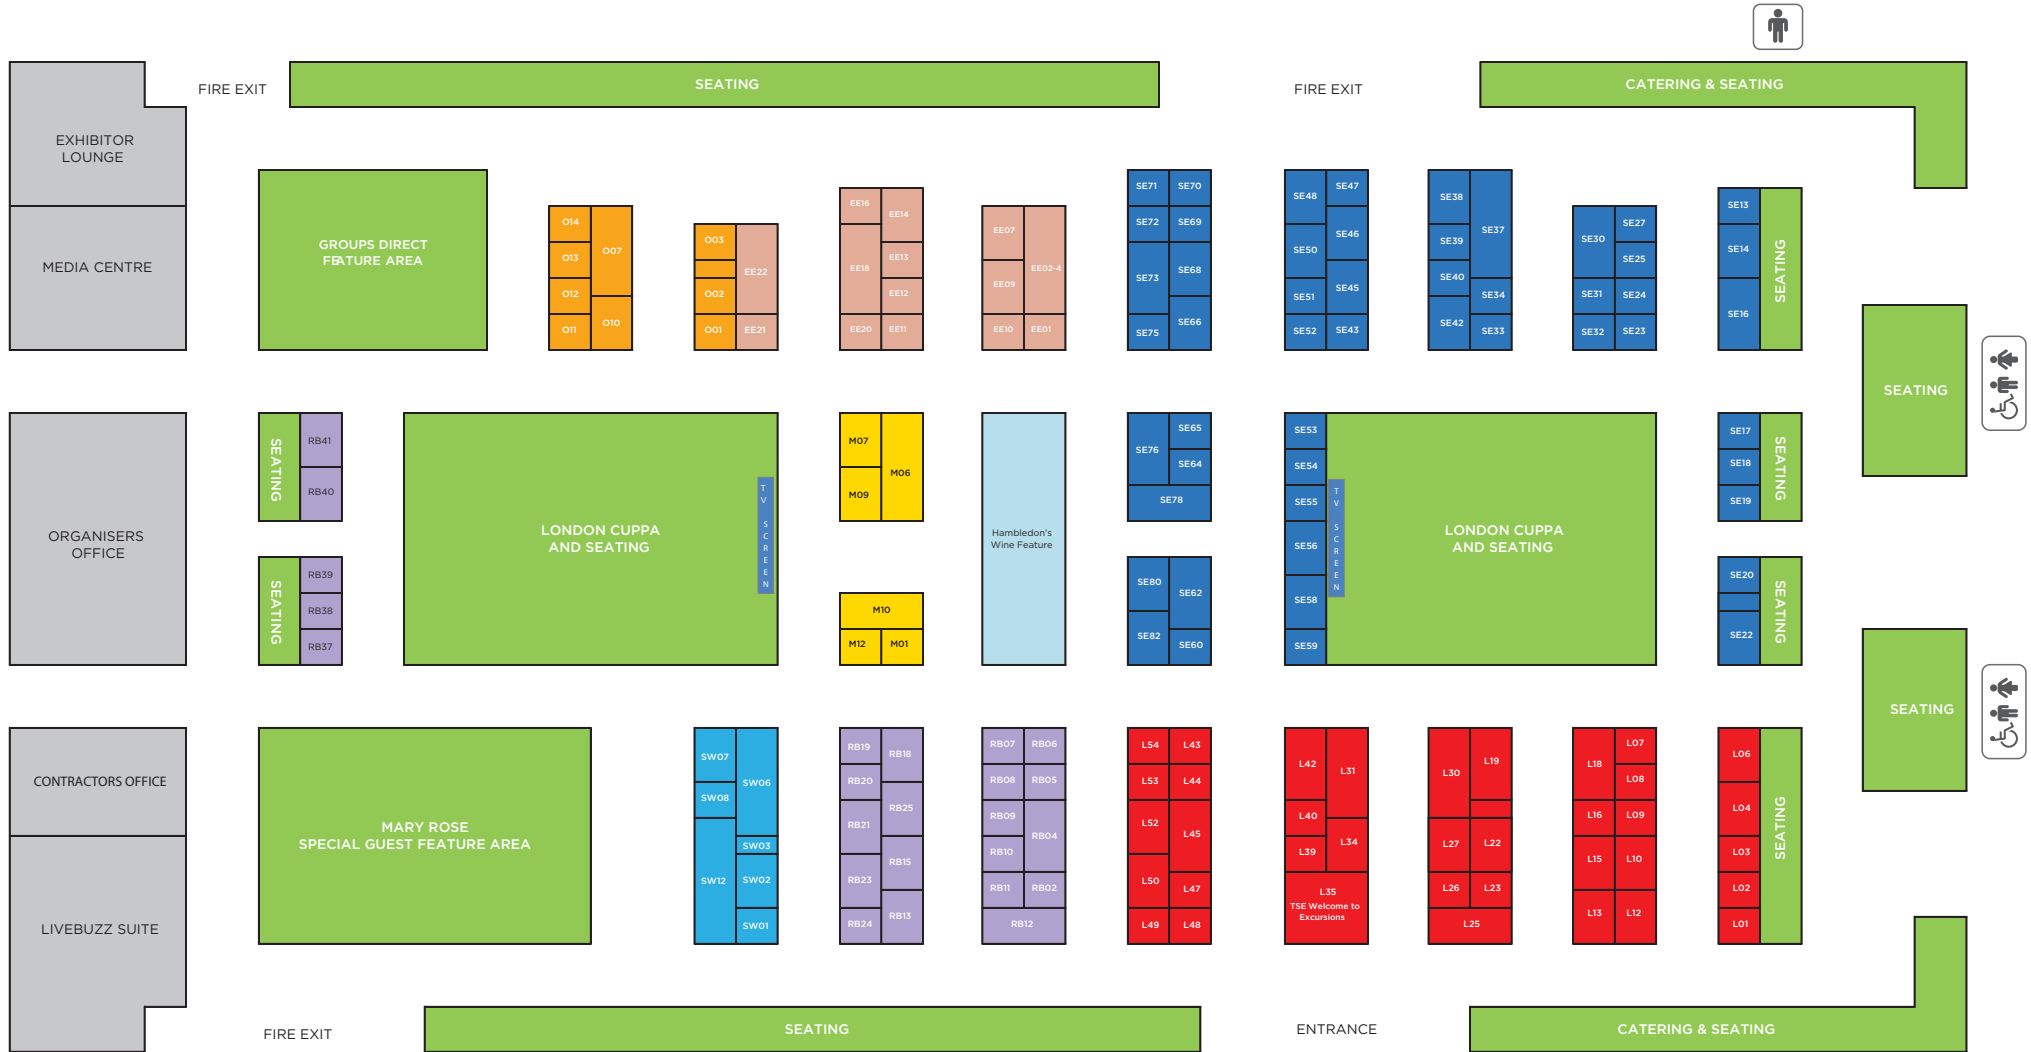 FIRE EXIT
SEATING
FIRE EXIT
CATERING & SEATING
EXHIBITOR
LOUNGE
MEDIA CENTRE
GROUPS DIRECT
FEATURE AREA
O14
O13
O12
O11
O07
O10
O03
O02
O01
EE22
EE21
EE16
EE18
EE20
EE14
EE13
EE12
EE11
EE07
EE09
EE10
EE02-4
EE01
SE71
SE72
SE73
SE75
SE70
SE69
SE68
SE66
SE48
SE50
SE51
SE52
SE47
SE46
SE45
SE43
SE38
SE39
SE40
SE42
SE37
SE34
SE33
SE30
SE31
SE32
SE27
SE25
SE24
SE23
SE13
SE14
SE16
SEATING
SEATING
ORGANISERS
OFFICE
SEATING
RB41
RB40
SEATING
RB39
RB38
RB37
LONDON CUPPA
AND SEATING
TV SCREEN
M07
M09
M06
M10
M12
M01
Hambledon's
Wine Feature
SE76
SE65
SE64
SE78
SE80
SE82
SE62
SE60
SE53
SE54
SE55
SE56
SE58
SE59
TV SCREEN
LONDON CUPPA
AND SEATING
SE17
SE18
SE19
SEATING
SE20
SE22
SEATING
SEATING
CONTRACTORS OFFICE
LIVEBUZZ SUITE
MARY ROSE
SPECIAL GUEST FEATURE AREA
SW07
SW08
SW12
SW06
SW03
SW02
SW01
RB19
RB20
RB21
RB23
RB24
RB18
RB25
RB15
RB13
RB07
RB08
RB09
RB10
RB11
RB06
RB05
RB04
RB02
RB12
L54
L53
L52
L50
L49
L43
L44
L45
L47
L48
L42
L40
L39
L31
L34
L35
TSE Welcome to
Excursions
L30
L27
L26
L19
L22
L23
L25
L18
L16
L15
L13
L07
L08
L09
L10
L12
L06
L04
L03
L02
L01
SEATING
FIRE EXIT
SEATING
ENTRANCE
CATERING & SEATING